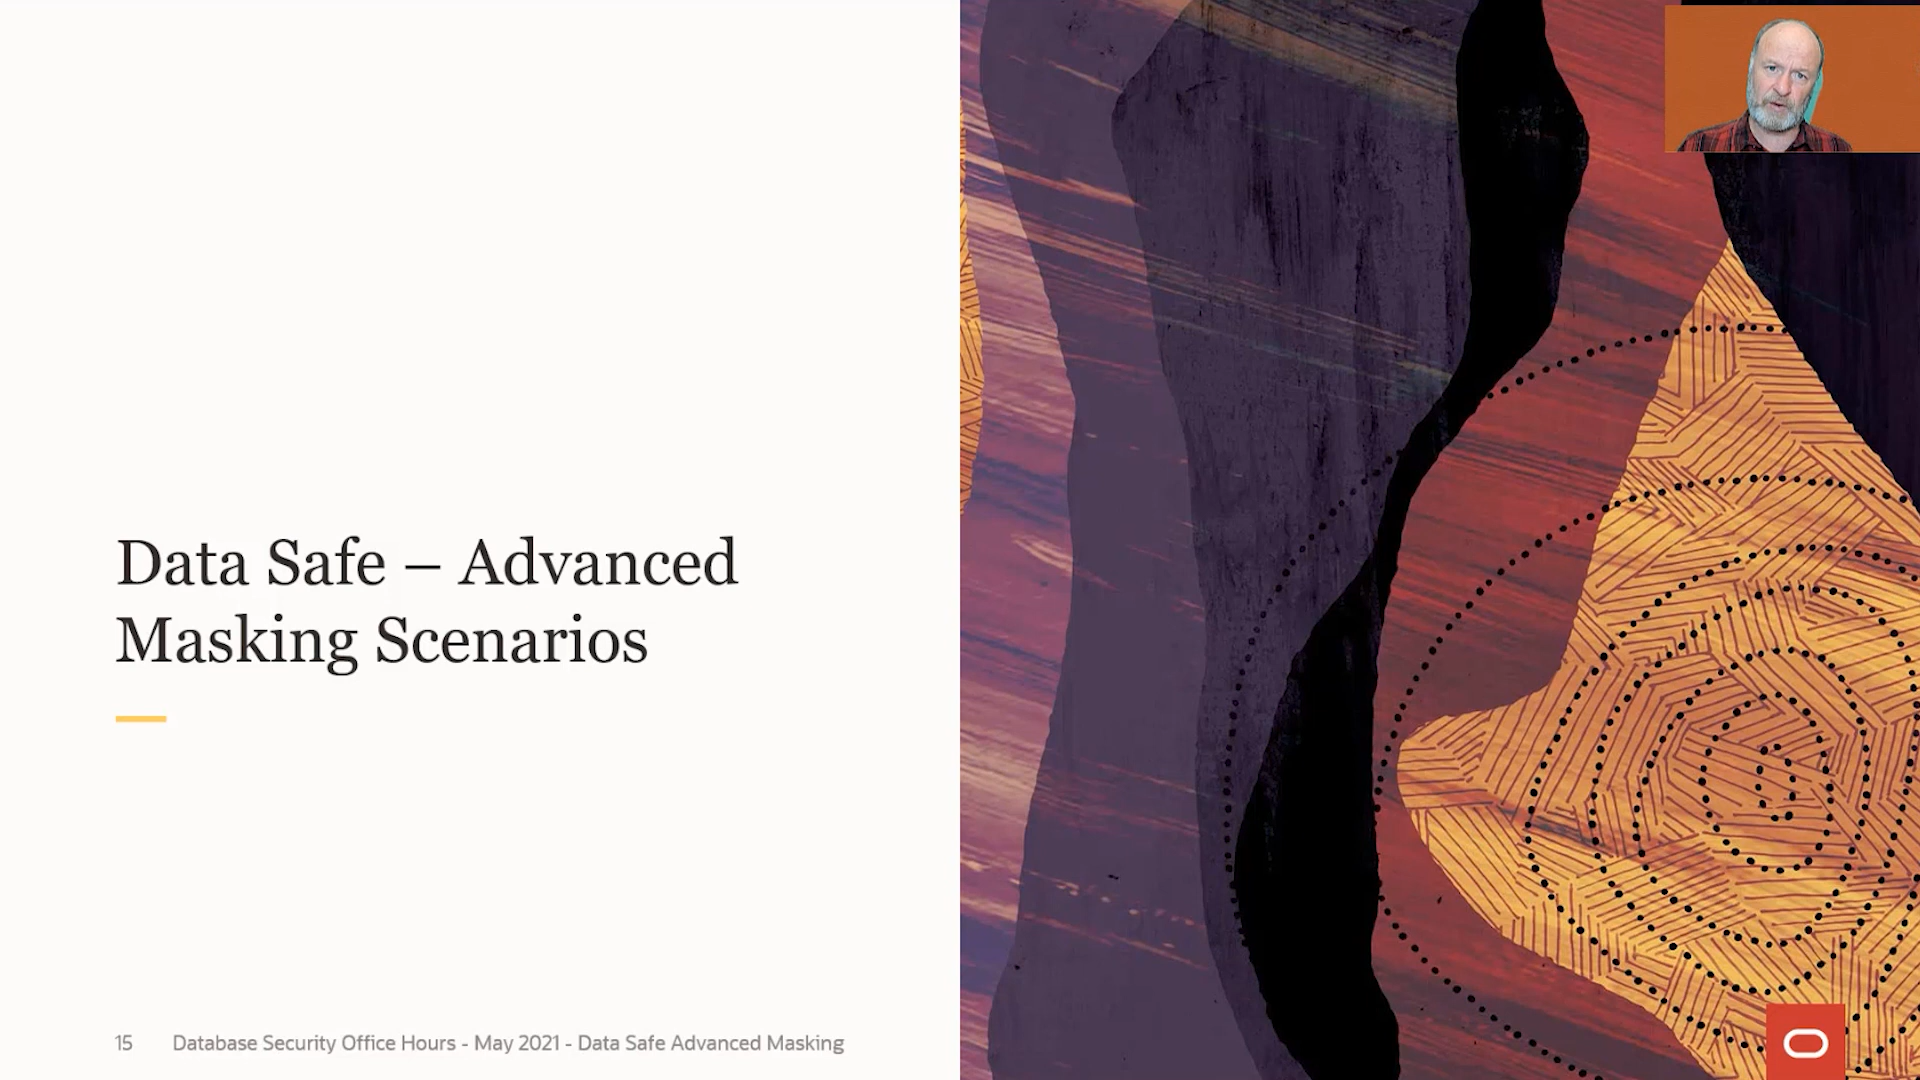 Data Safe – Advanced
Masking Scenarios
15 Database Security Office Hours - May 2021 - Data Safe Advanced Masking